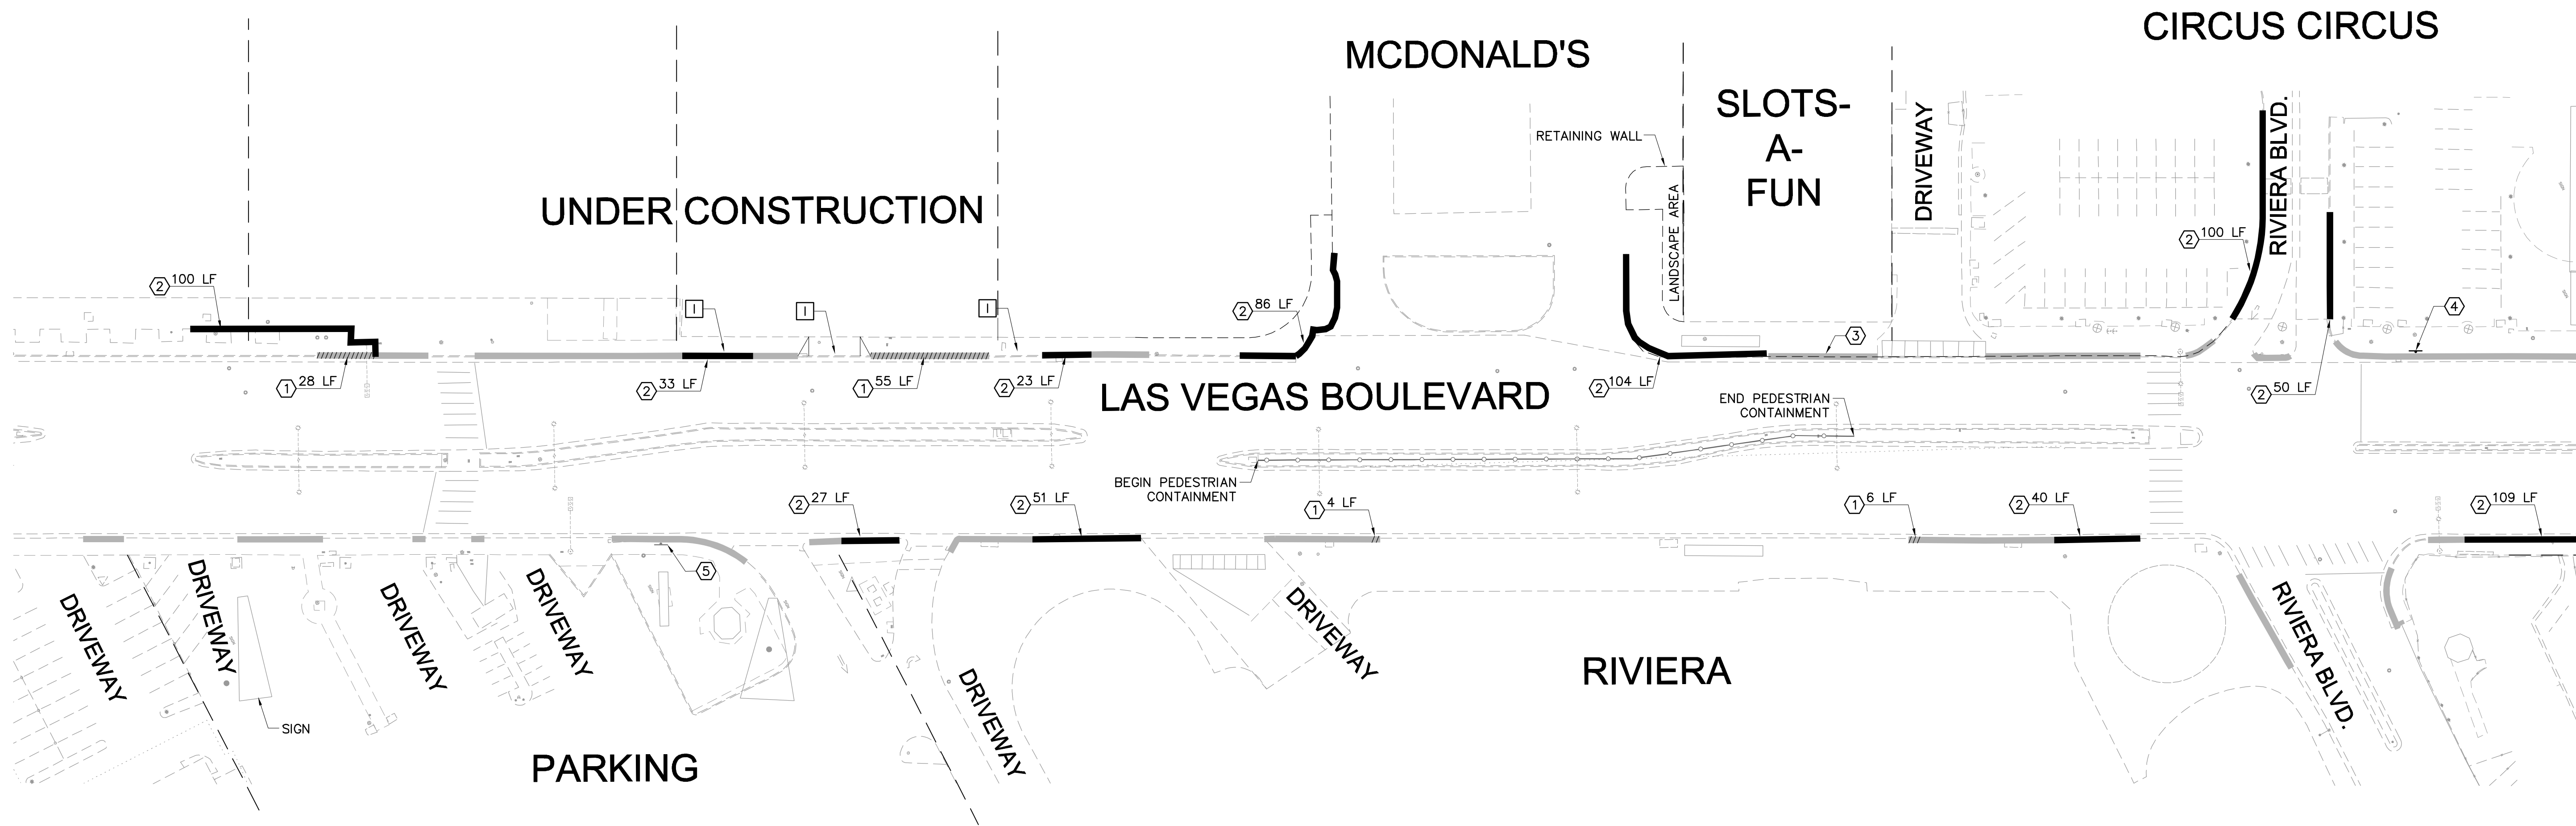 CIRCUS CIRCUS
MCDONALD'S
SLOTS-
A-
FUN
DRIVEWAY
RIVIERA BLVD.
RETAINING WALL
LANDSCAPE AREA
UNDER CONSTRUCTION
2 100 LF
2 100 LF
1
1
1
2 86 LF
3
4
1 28 LF
2 33 LF
1 55 LF
2 23 LF
LAS VEGAS BOULEVARD
2 104 LF
2 50 LF
END PEDESTRIAN
CONTAINMENT
BEGIN PEDESTRIAN
CONTAINMENT
2 27 LF
2 51 LF
1 4 LF
1 6 LF
2 40 LF
2 109 LF
5
DRIVEWAY
DRIVEWAY
DRIVEWAY
DRIVEWAY
DRIVEWAY
DRIVEWAY
RIVIERA
RIVIERA BLVD.
SIGN
PARKING